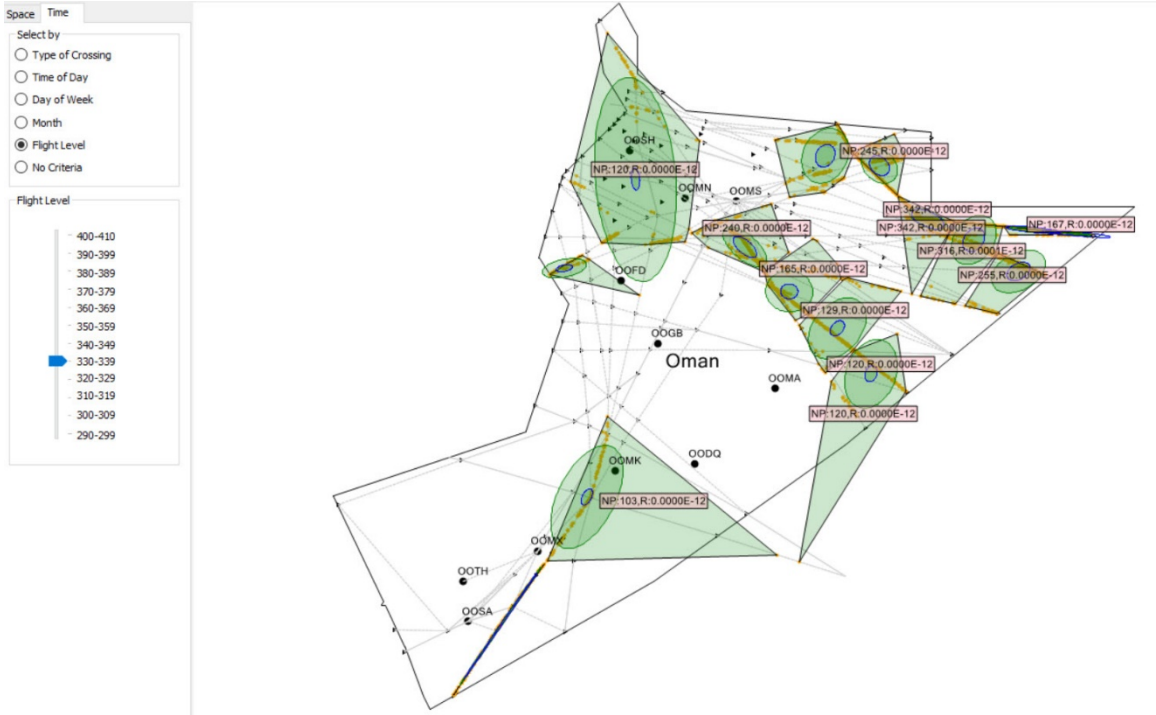 Space Time
Select by
Type of Crossing
Time of Day
Day of Week
Month
Flight Level
No Criteria
Flight Level
400-410
390-399
380-389
370-379
360-369
350-359
340-349
330-339
320-329
310-319
300-309
290-299
OOSH
NP:245,R:0.0000E-12
NP:120,R:0.0000E-12
OOMN
OOMS
NP:342,R:0.0000E-12
NP:240,R:0.0000E-12
NP:342,R:0.0000E-12
NP:167,R:0.0000E-12
NP:316,R:0.0001E-12
NP:165,R:0.0000E-12
NP:255,R:0.0000E-12
OOFD
NP:129,R:0.0000E-12
OOGB
Oman
NP:120,R:0.0000E-12
OOMA
NP:120,R:0.0000E-12
OOMK
OODQ
NP:103,R:0.0000E-12
OOMX
OOTH
OOSA